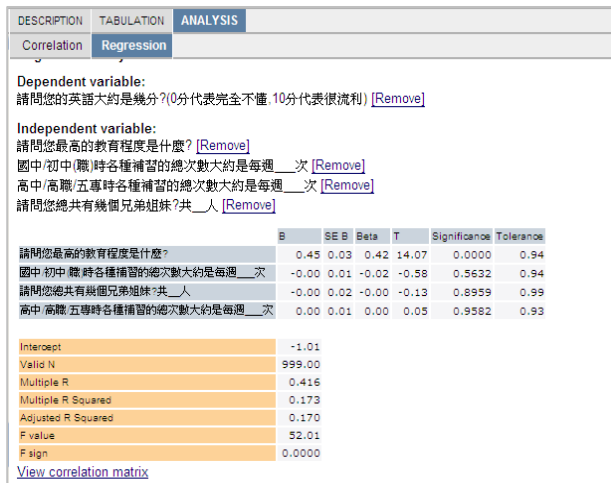 DESCRIPTION TABULATION ANALYSIS
Correlation Regression
Dependent variable:
請問您的英語大約是幾分?(0分代表完全不懂,10分代表很流利) [Remove]
Independent variable:
請問您最高的教育程度是什麼? [Remove]
國中/初中(職)時各種補習的總次數大約是每週___次 [Remove]
高中/高職/五專時各種補習的總次數大約是每週___次 [Remove]
請問您總共有幾個兄弟姐妹?共__人 [Remove]
B SE B Beta T Significance Tolerance
請問您最高的教育程度是什麼? 0.45 0.03 0.42 14.07 0.0000 0.94
國中/初中(職)時各種補習的總次數大約是每週___次 -0.00 0.01 -0.02 -0.58 0.5632 0.94
請問您總共有幾個兄弟姐妹?共__人 -0.00 0.02 -0.00 -0.13 0.8959 0.99
高中/高職/五專時各種補習的總次數大約是每週___次 0.00 0.01 0.00 0.05 0.9582 0.93
Intercept -1.01
Valid N 999.00
Multiple R 0.416
Multiple R Squared 0.173
Adjusted R Squared 0.170
F value 52.01
F sign 0.0000
View correlation matrix